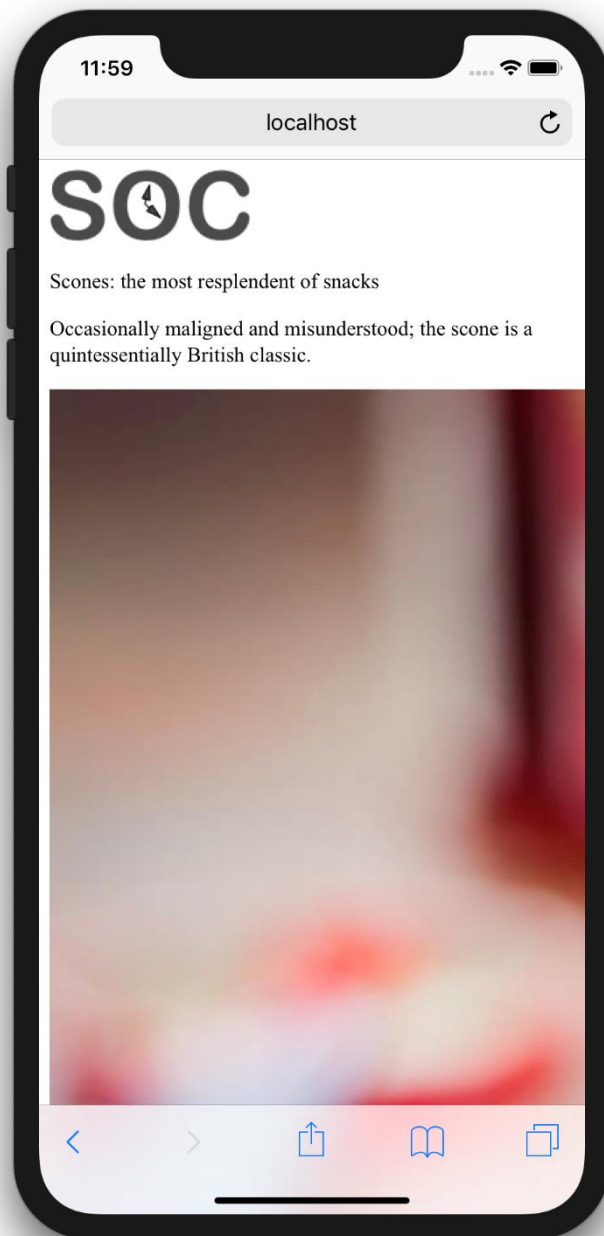 11:59
localhost
SOC
Scones: the most resplendent of snacks
Occasionally maligned and misunderstood; the scone is a
quintessentially British classic.